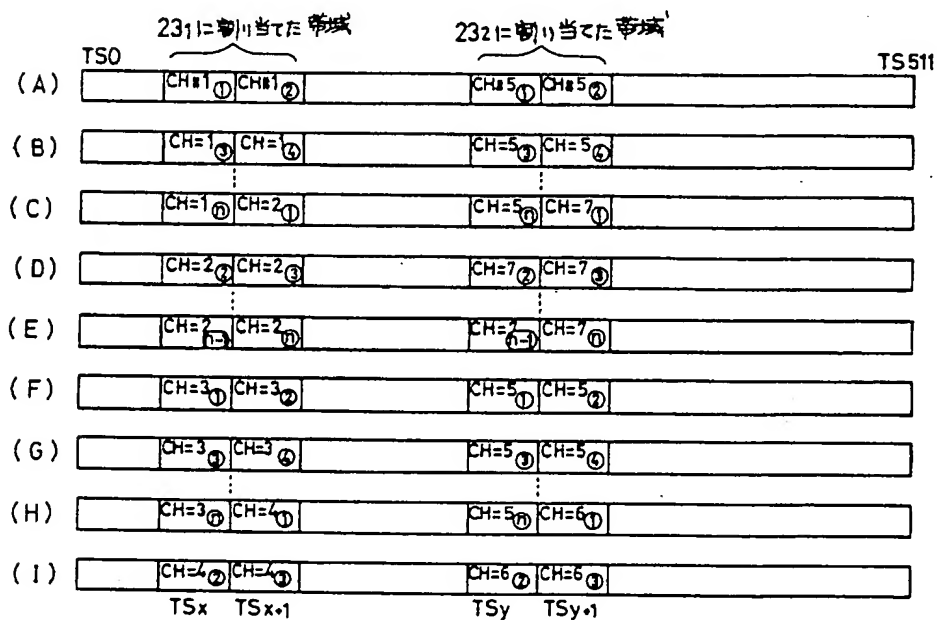 23₁に割り当てた帯域 23₂₁に割り当てた帯域
TS0 TS511
(A) CH=1① CH=1② CH=5① CH=5②
(B) CH=1③ CH=1④ CH=5③ CH=5④
(C) CH=1ⓝ CH=2① CH=5ⓝ CH=7①
(D) CH=2② CH=2③ CH=7② CH=7③
(E) CH=2 n-1 CH=2ⓝ CH=7 n-1 CH=7ⓝ
(F) CH=3① CH=3② CH=5① CH=5②
(G) CH=3③ CH=3④ CH=5③ CH=5④
(H) CH=3ⓝ CH=4① CH=5ⓝ CH=6①
(I) CH=4② CH=4③ CH=6② CH=6③
TSx TSx+1 TSy TSy+1